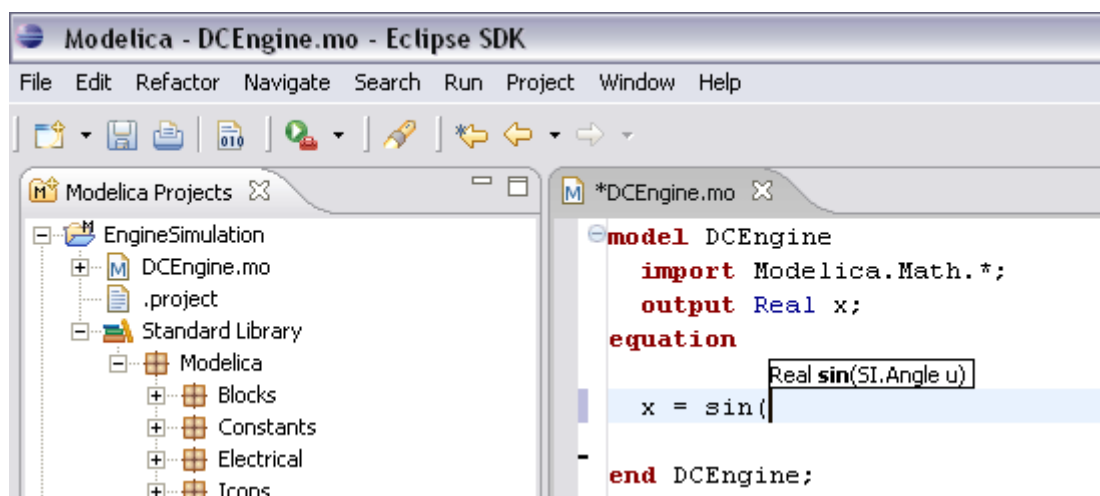 Modelica - DCEngine.mo - Eclipse SDK
File Edit Refactor Navigate Search Run Project Window Help
010
Modelica Projects
EngineSimulation
DCEngine.mo
.project
Standard Library
Modelica
Blocks
Constants
Electrical
Icons
*DCEngine.mo
model DCEngine
import Modelica.Math.*;
output Real x;
equation
Real sin(SI.Angle u)
x = sin(
end DCEngine;